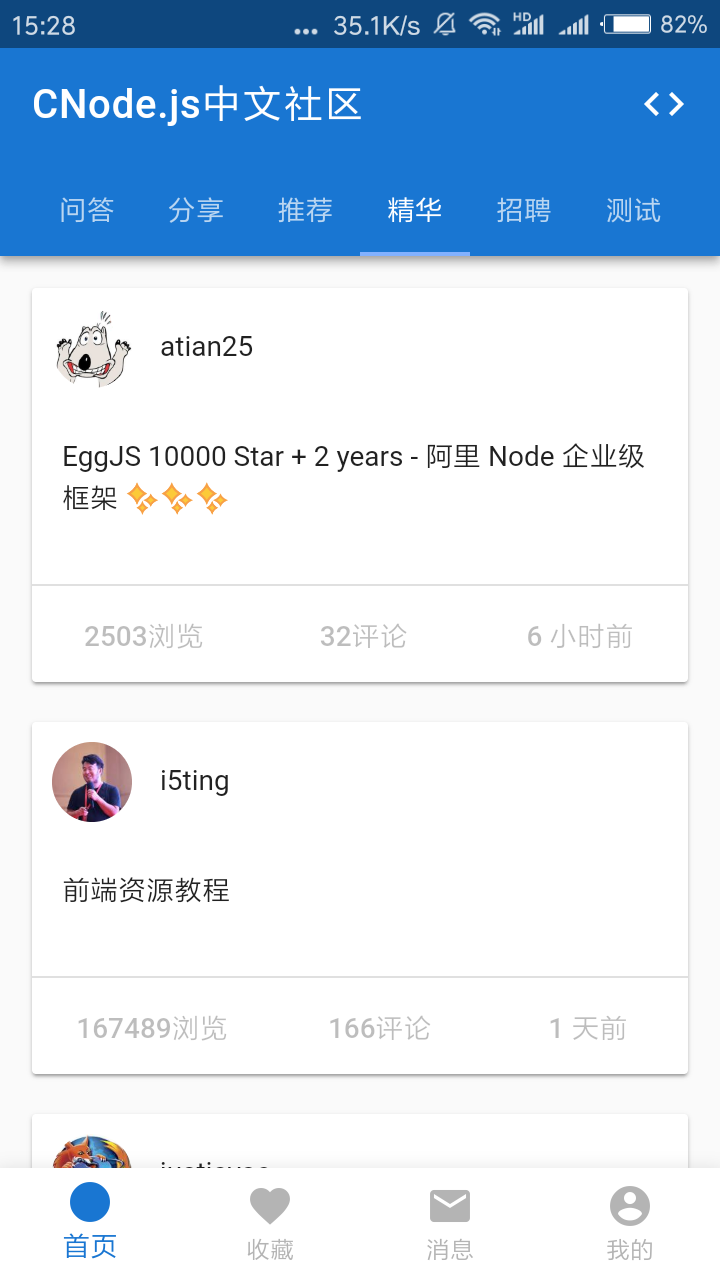 15:28
... 35.1K/s HD 82%
CNode.js中文社区
问答 分享 推荐 精华 招聘 测试
atian25
EggJS 10000 Star + 2 years - 阿里 Node 企业级
框架 ✨✨✨
2503浏览 32评论 6 小时前
i5ting
前端资源教程
167489浏览 166评论 1 天前
首页 收藏 消息 我的